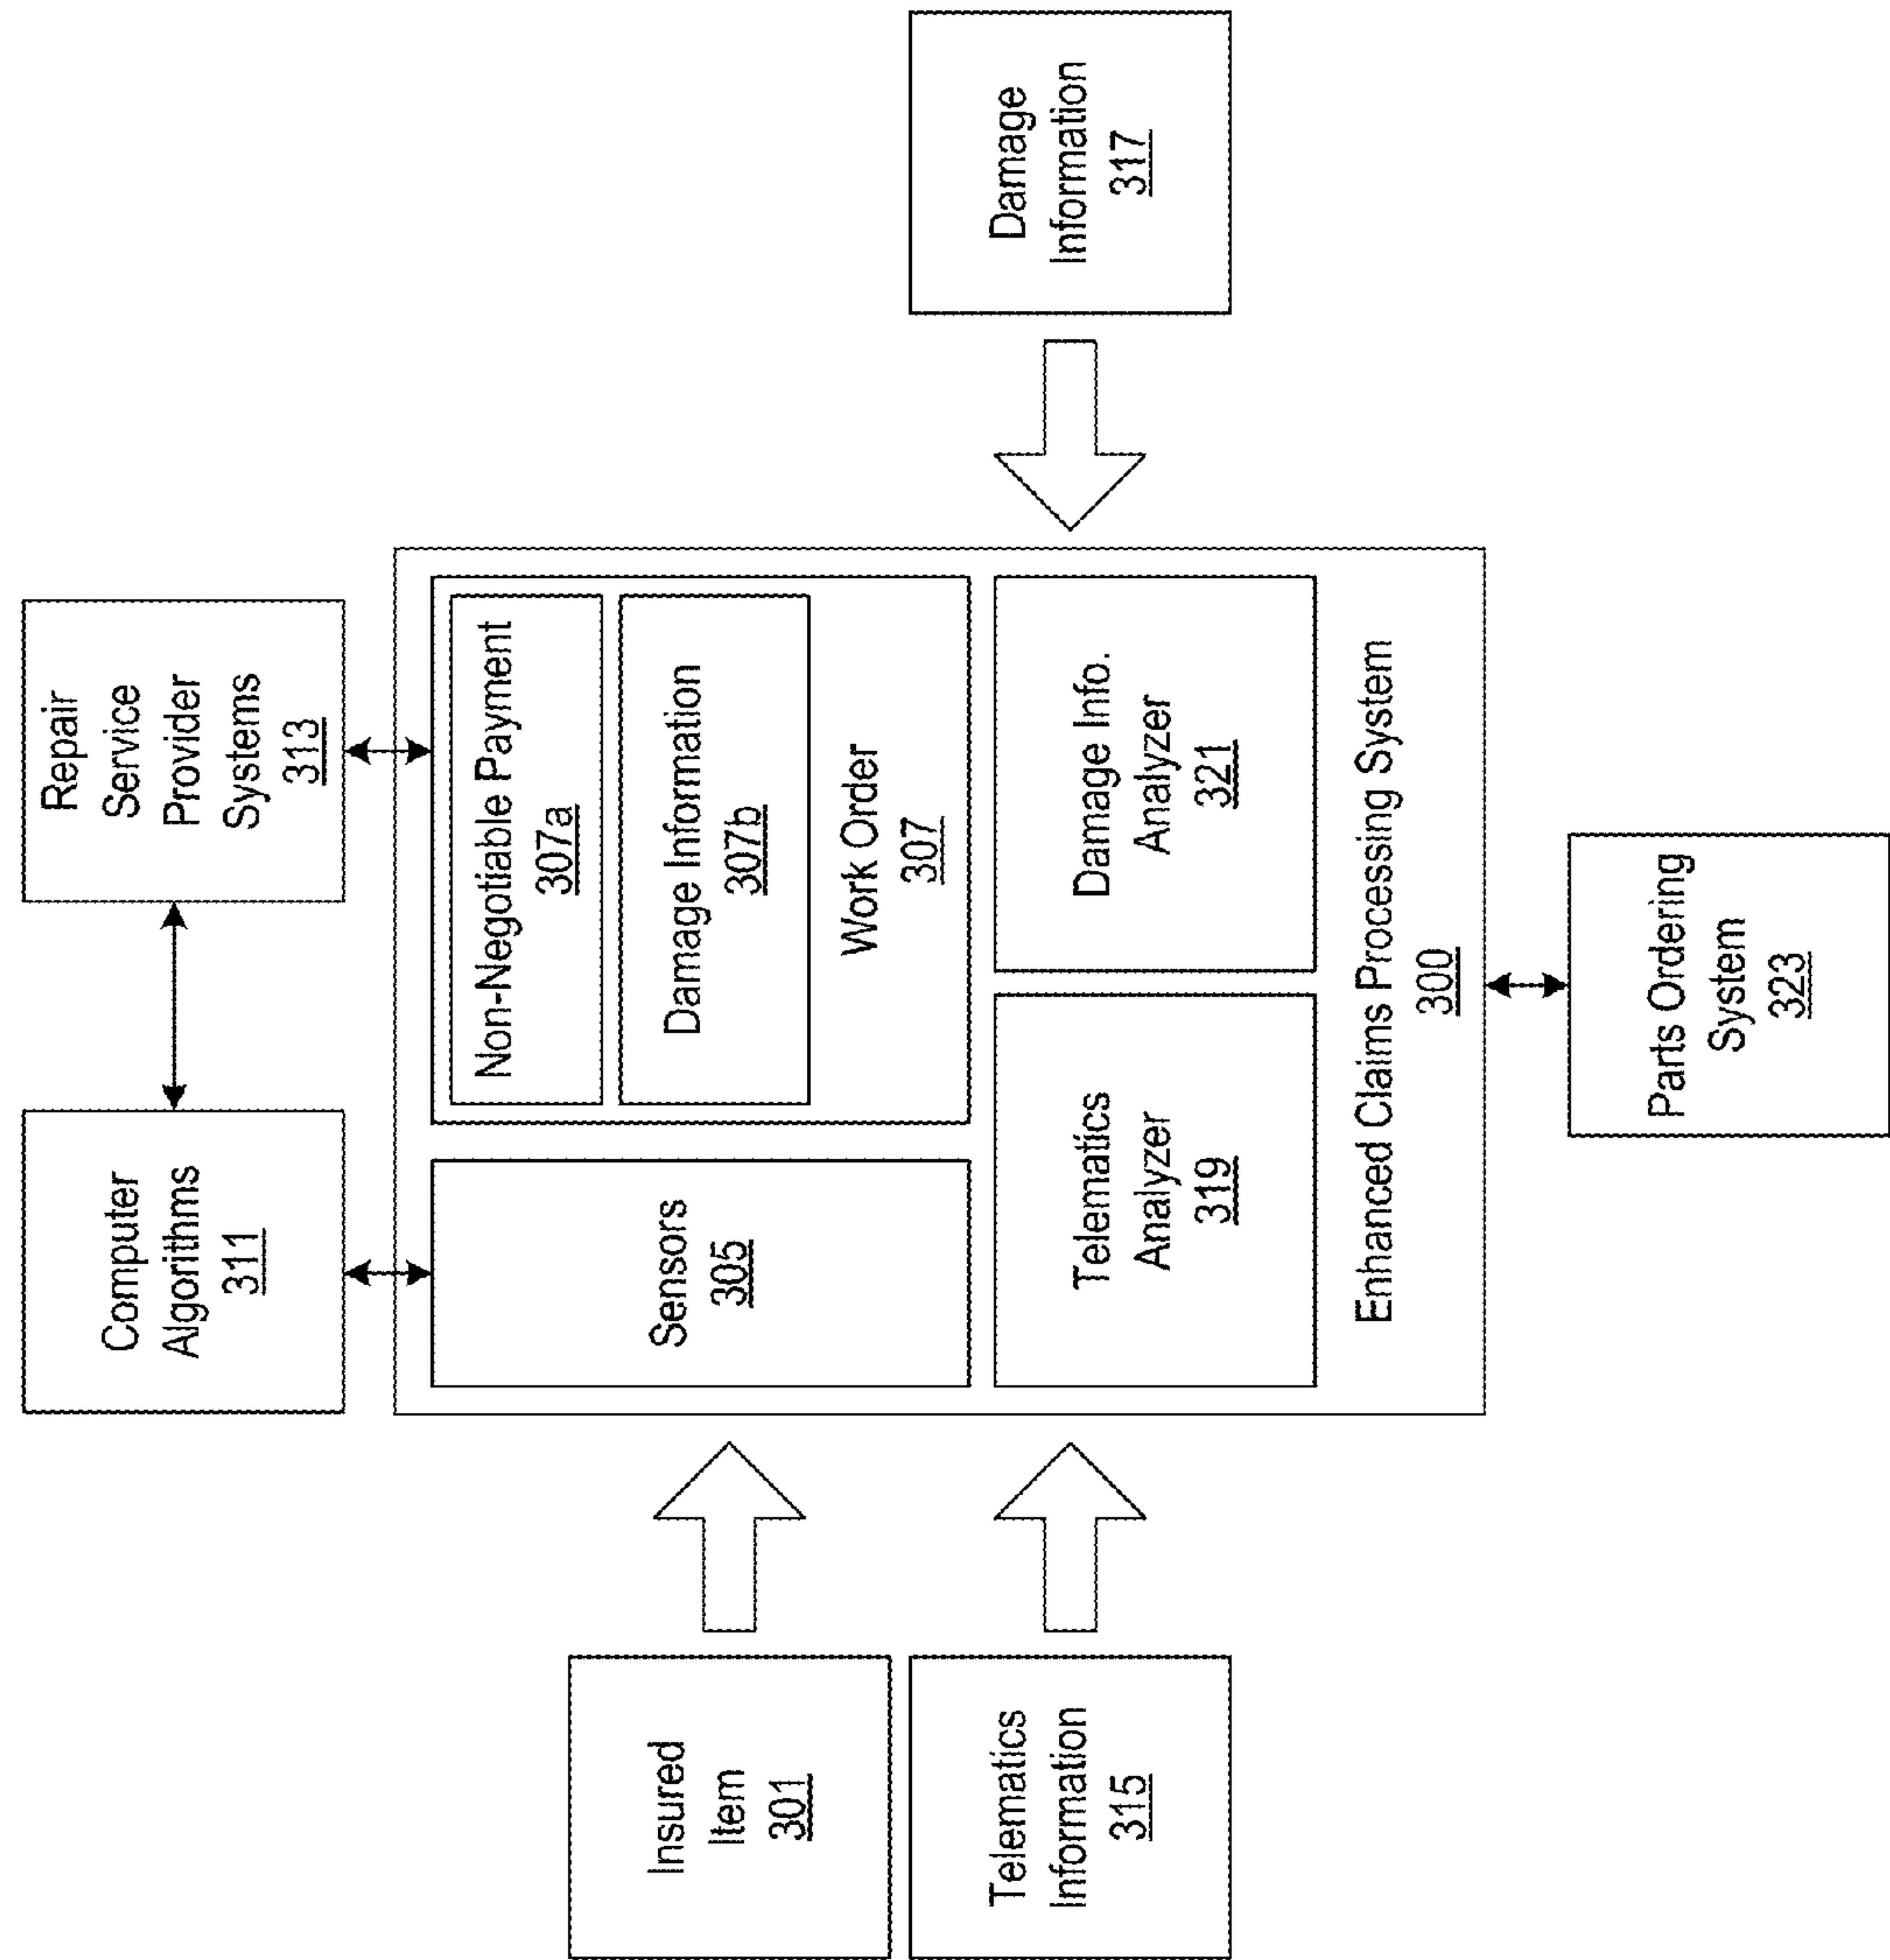 Computer
Algorithms
311
Repair
Service
Provider
Systems
313
Insured
Item
301
Telematics
Information
315
Sensors
305
Non-Negotiable Payment
307a
Damage Information
307b
Work Order
307
Telematics
Analyzer
319
Damage Info.
Analyzer
321
Enhanced Claims Processing System
300
Damage
Information
317
Parts Ordering
System
323